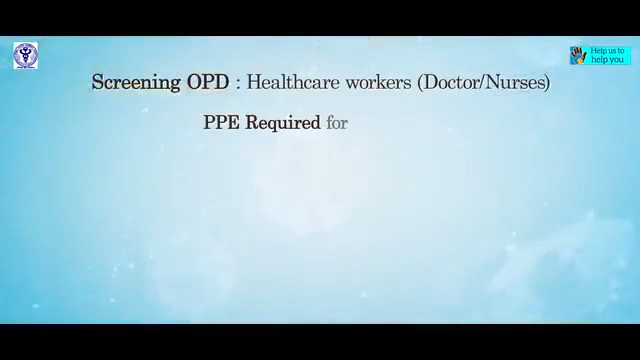 Help us to
help you
Screening OPD : Healthcare workers (Doctor/Nurses)
PPE Required for